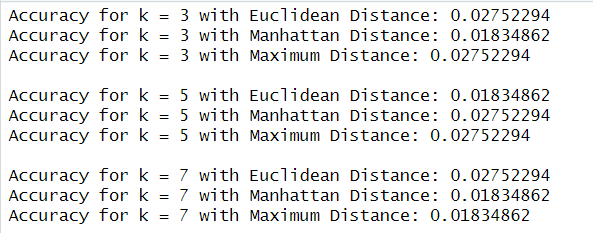 Accuracy for k = 3 with Euclidean Distance: 0.02752294
Accuracy for k = 3 with Manhattan Distance: 0.01834862
Accuracy for k = 3 with Maximum Distance: 0.02752294
Accuracy for k = 5 with Euclidean Distance: 0.01834862
Accuracy for k = 5 with Manhattan Distance: 0.02752294
Accuracy for k = 5 with Maximum Distance: 0.02752294
Accuracy for k = 7 with Euclidean Distance: 0.02752294
Accuracy for k = 7 with Manhattan Distance: 0.01834862
Accuracy for k = 7 with Maximum Distance: 0.01834862